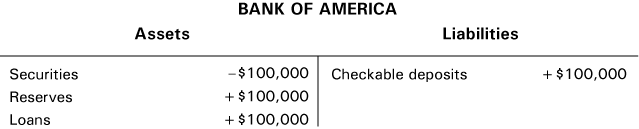 BANK OF AMERICA
Assets Liabilities
Securities −$100,000 Checkable deposits +$100,000
Reserves +$100,000
Loans +$100,000